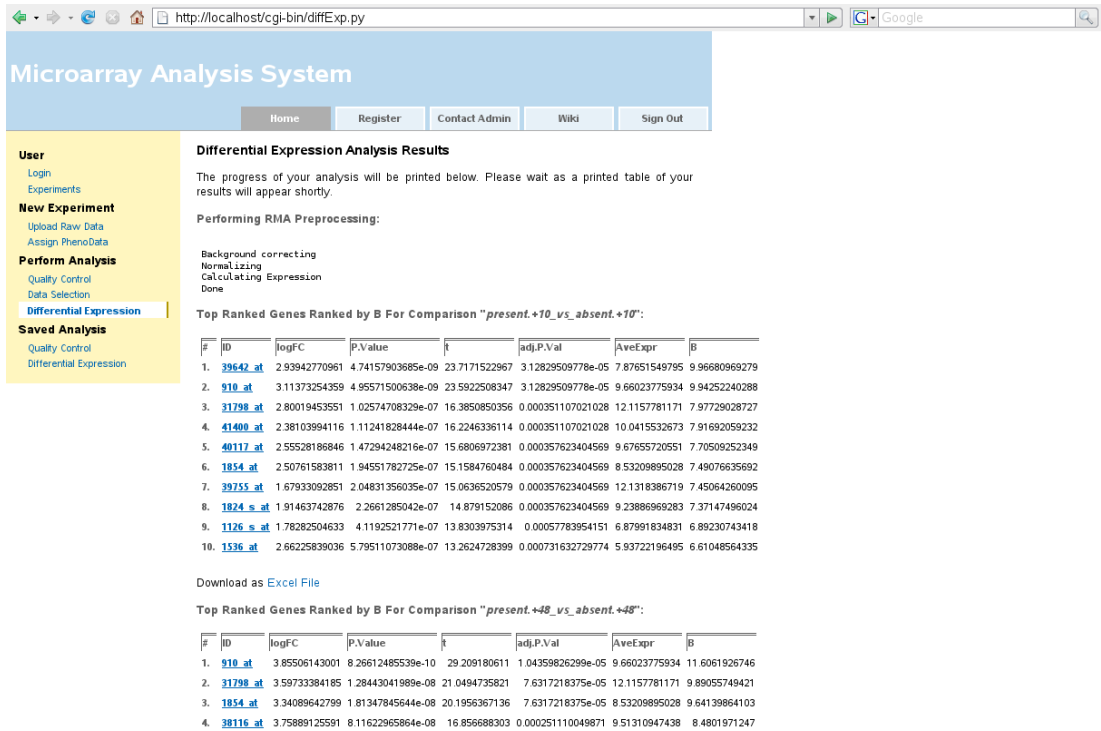 http://localhost/cgi-bin/diffExp.py
G Google
Microarray Analysis System
Home Register Contact Admin Wiki Sign Out
User
Login
Experiments
New Experiment
Upload Raw Data
Assign PhenoData
Perform Analysis
Quality Control
Data Selection
Differential Expression
Saved Analysis
Quality Control
Differential Expression
Differential Expression Analysis Results
The progress of your analysis will be printed below. Please wait as a printed table of your
results will appear shortly.
Performing RMA Preprocessing:
Background correcting
Normalizing
Calculating Expression
Done
Top Ranked Genes Ranked by B For Comparison "present.+10_vs_absent.+10":
# ID logFC P.Value t adj.P.Val AveExpr B
1. 39642_at 2.93942770961 4.74157903685e-09 23.7171522967 3.12829509778e-05 7.87651549795 9.96680969279
2. 910_at 3.11373254359 4.95571500638e-09 23.5922508347 3.12829509778e-05 9.66023775934 9.94252240288
3. 31798_at 2.80019453551 1.02574708329e-07 16.3850850356 0.000351107021028 12.1157781171 7.97729028727
4. 41400_at 2.38103994116 1.11241828444e-07 16.2246336114 0.000351107021028 10.0415532673 7.91692059232
5. 40117_at 2.55528186846 1.47294248216e-07 15.6806972381 0.000357623404569 9.67655720551 7.70509252349
6. 1854_at 2.50761583811 1.94551782725e-07 15.1584760484 0.000357623404569 8.53209895028 7.49076635692
7. 39755_at 1.67933092851 2.04831356035e-07 15.0636520579 0.000357623404569 12.1318386719 7.45064260095
8. 1824_s_at 1.91463742876 2.2661285042e-07 14.879152086 0.000357623404569 9.23886969283 7.37147496024
9. 1126_s_at 1.78282504633 4.1192521771e-07 13.8303975314 0.00057783954151 6.87991834831 6.89230743418
10. 1536_at 2.66225839036 5.79511073088e-07 13.2624728399 0.000731632729774 5.93722196495 6.61048564335
Download as Excel File
Top Ranked Genes Ranked by B For Comparison "present.+48_vs_absent.+48":
# ID logFC P.Value t adj.P.Val AveExpr B
1. 910_at 3.85506143001 8.26612485539e-10 29.209180611 1.04359826299e-05 9.66023775934 11.6061926746
2. 31798_at 3.59733384185 1.28443041989e-08 21.0494735821 7.6317218375e-05 12.1157781171 9.89055749421
3. 1854_at 3.34089642799 1.81347845644e-08 20.1956367136 7.6317218375e-05 8.53209895028 9.64139864103
4. 38116_at 3.75889125591 8.11622965864e-08 16.856688303 0.000251110049871 9.51310947438 8.4801971247